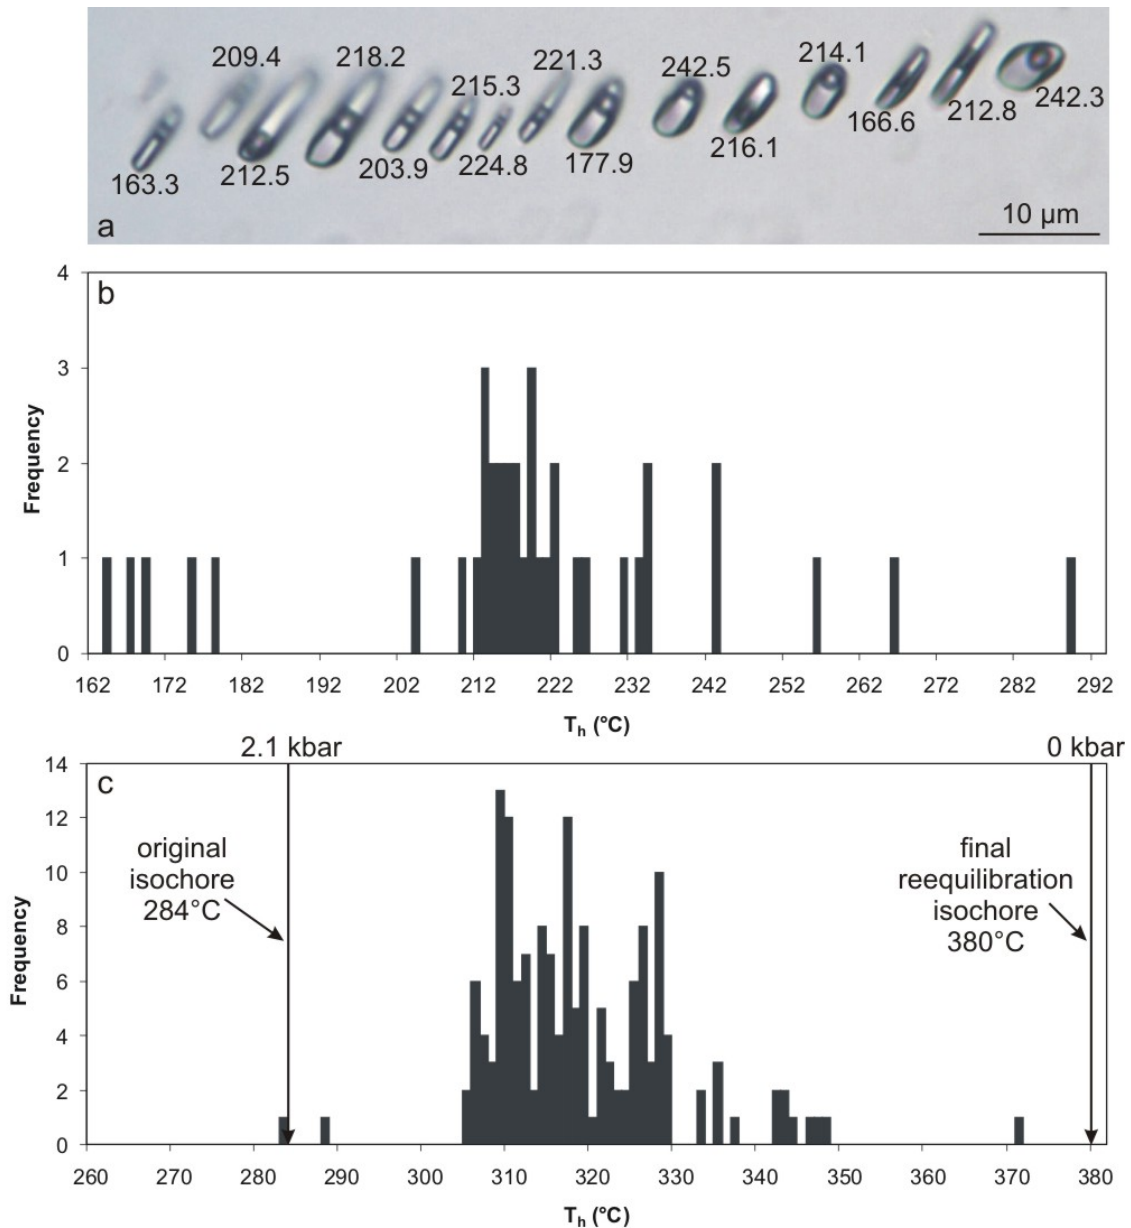 209.4 218.2 215.3 221.3 242.5 214.1
163.3 212.5 203.9 224.8 177.9 216.1 166.6 212.8 242.3
a
10 µm
b
4
3
2
1
0
Frequency
162 172 182 192 202 212 222 232 242 252 262 272 282 292
Th (°C)
2.1 kbar 0 kbar
c
14
12
10
8
6
4
2
0
Frequency
original
isochore
284°C
final
reequilibration
isochore
380°C
260 270 280 290 300 310 320 330 340 350 360 370 380
Th (°C)